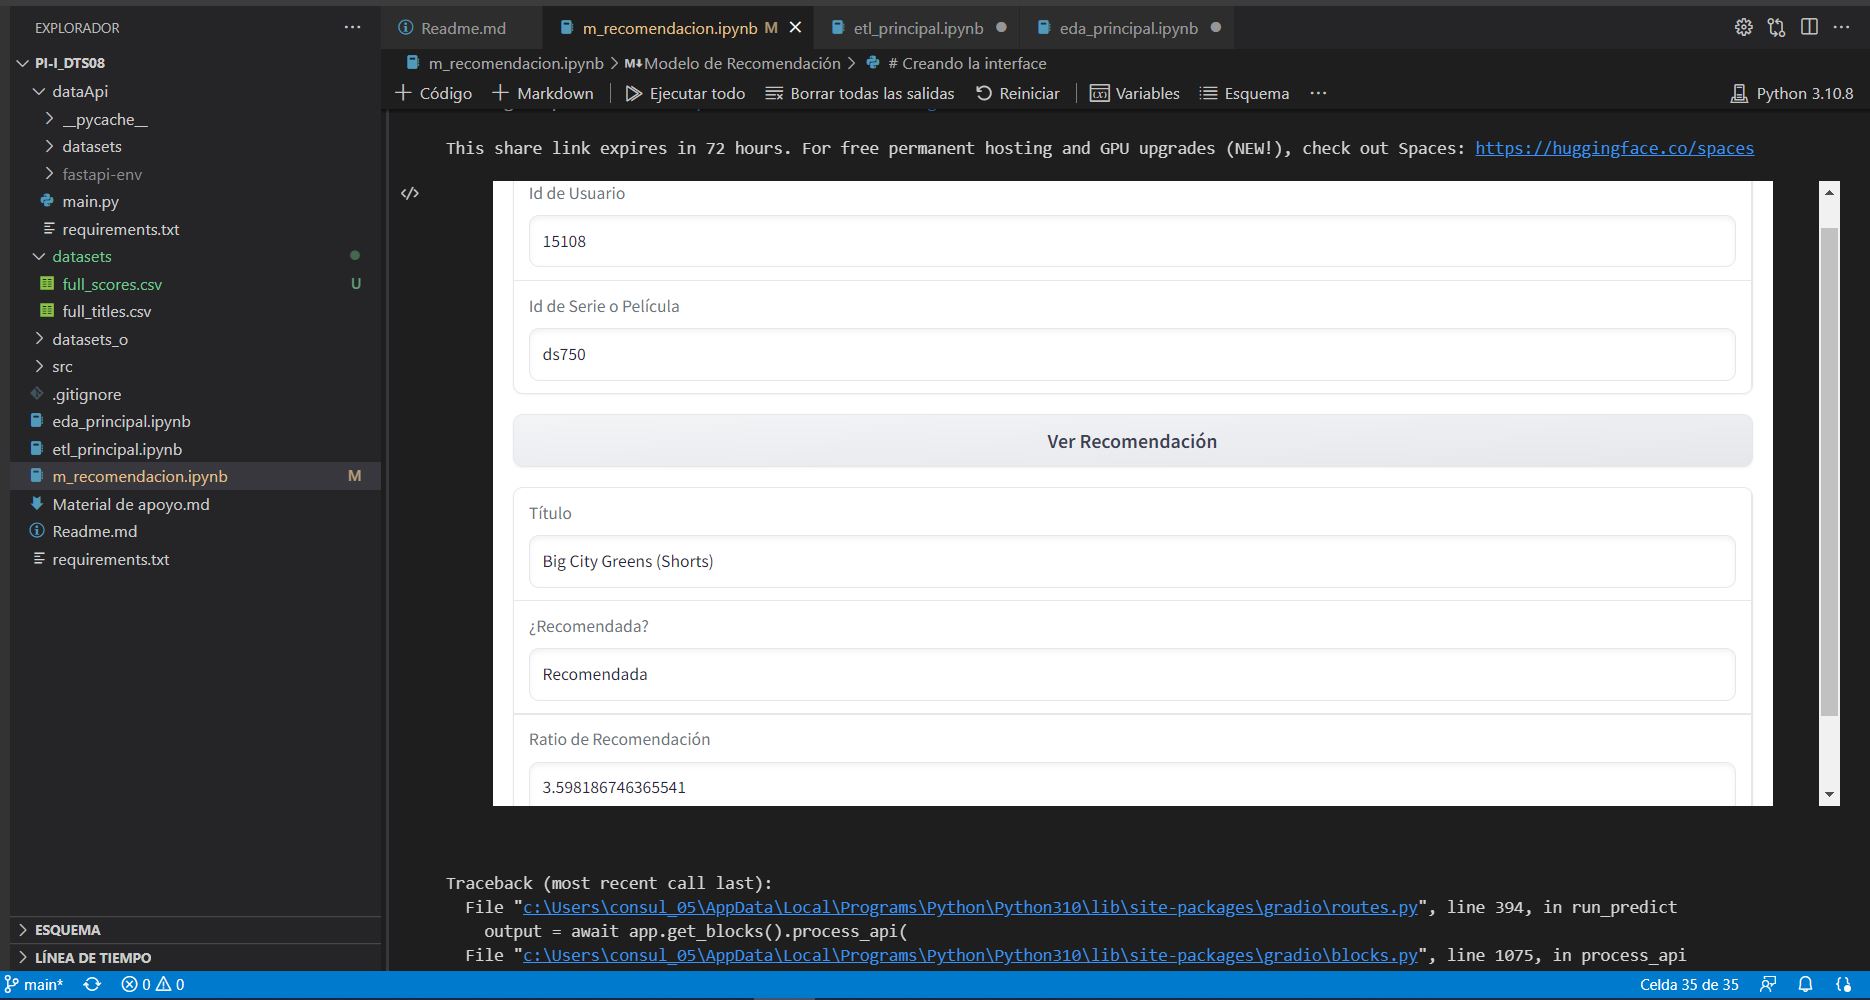 EXPLORADOR
Readme.md
m_recomendacion.ipynb M
etl_principal.ipynb
eda_principal.ipynb
PI-I_DTS08
m_recomendacion.ipynb > M↓ Modelo de Recomendación > # Creando la interface
dataApi
+ Código + Markdown Ejecutar todo Borrar todas las salidas Reiniciar Variables Esquema ... Python 3.10.8
__pycache__
datasets
fastapi-env
main.py
requirements.txt
datasets
full_scores.csv U
full_titles.csv
datasets_o
src
.gitignore
eda_principal.ipynb
etl_principal.ipynb
m_recomendacion.ipynb M
Material de apoyo.md
Readme.md
requirements.txt
ESQUEMA
LÍNEA DE TIEMPO
This share link expires in 72 hours. For free permanent hosting and GPU upgrades (NEW!), check out Spaces: https://huggingface.co/spaces
Id de Usuario
15108
Id de Serie o Película
ds750
Ver Recomendación
Título
Big City Greens (Shorts)
¿Recomendada?
Recomendada
Ratio de Recomendación
3.598186746365541
Traceback (most recent call last):
File "c:\Users\consul_05\AppData\Local\Programs\Python\Python310\lib\site-packages\gradio\routes.py", line 394, in run_predict
output = await app.get_blocks().process_api(
File "c:\Users\consul_05\AppData\Local\Programs\Python\Python310\lib\site-packages\gradio\blocks.py", line 1075, in process_api
main* 0 0
Celda 35 de 35